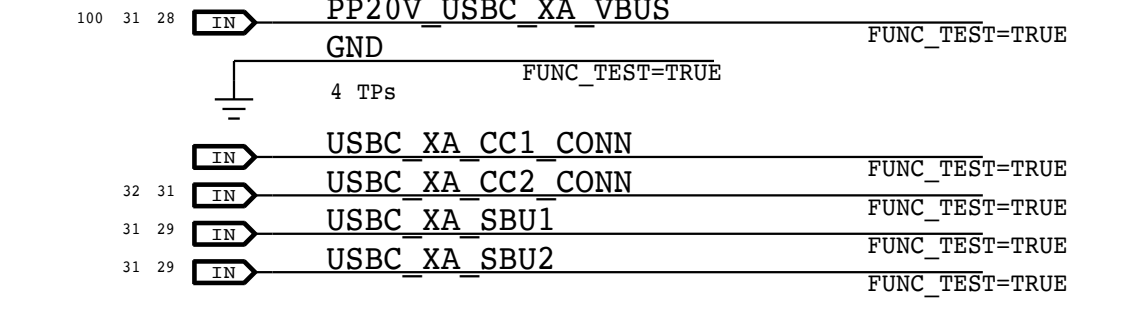 100 31 28 IN PP20V_USBC_XA_VBUS FUNC_TEST=TRUE
GND FUNC_TEST=TRUE
4 TPs
IN USBC_XA_CC1_CONN FUNC_TEST=TRUE
32 31 IN USBC_XA_CC2_CONN FUNC_TEST=TRUE
31 29 IN USBC_XA_SBU1 FUNC_TEST=TRUE
31 29 IN USBC_XA_SBU2 FUNC_TEST=TRUE